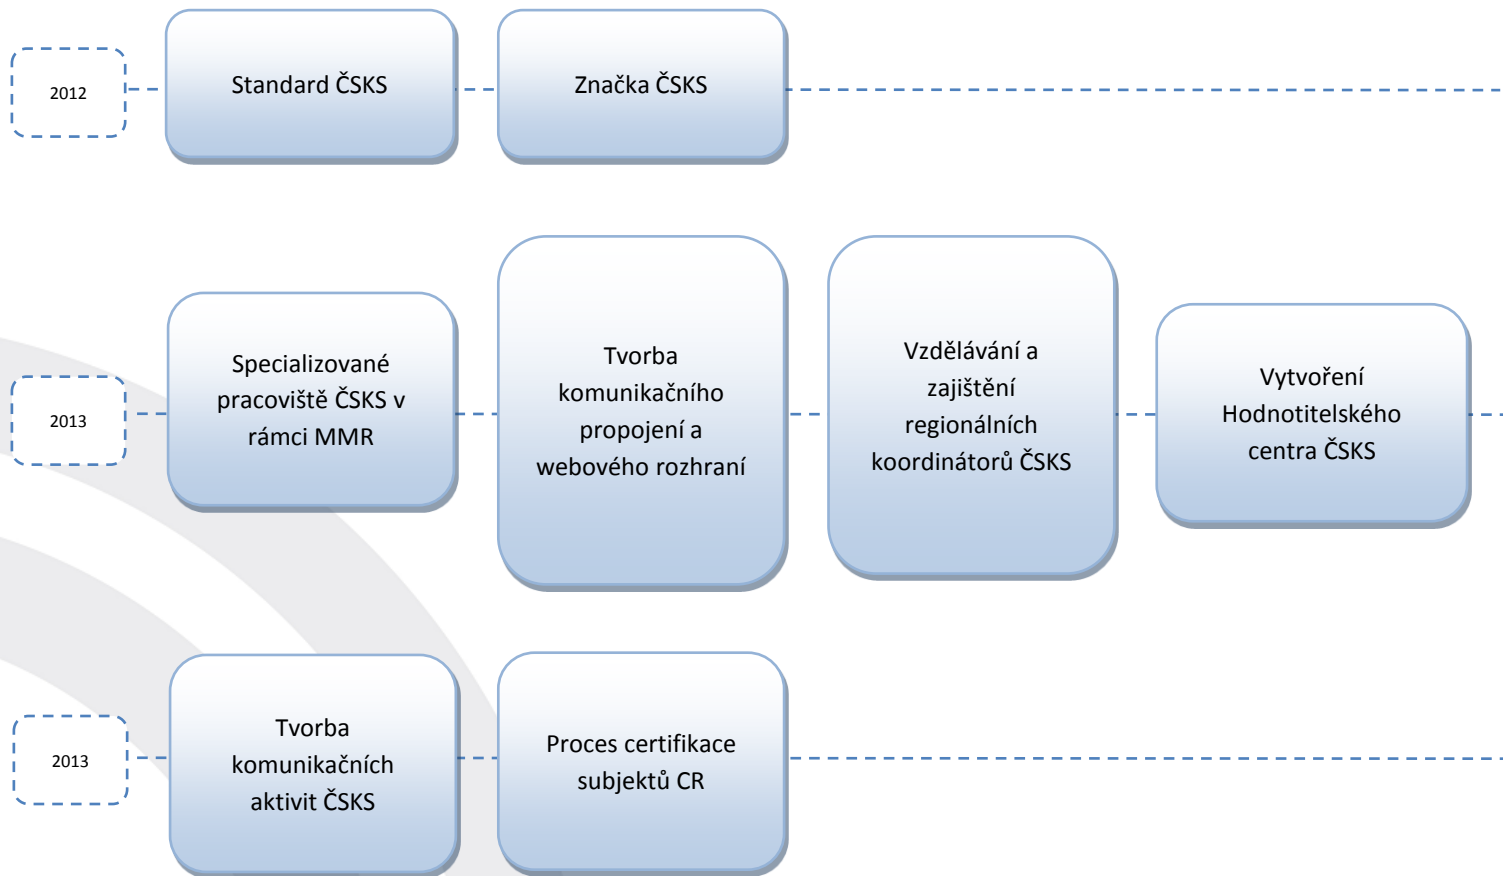 2012
Standard ČSKS
Značka ČSKS
2013
Specializované
pracoviště ČSKS v
rámci MMR
Tvorba
komunikačního
propojení a
webového rozhraní
Vzdělávání a
zajištění
regionálních
koordinátorů ČSKS
Vytvoření
Hodnotitelského
centra ČSKS
2013
Tvorba
komunikačních
aktivit ČSKS
Proces certifikace
subjektů CR